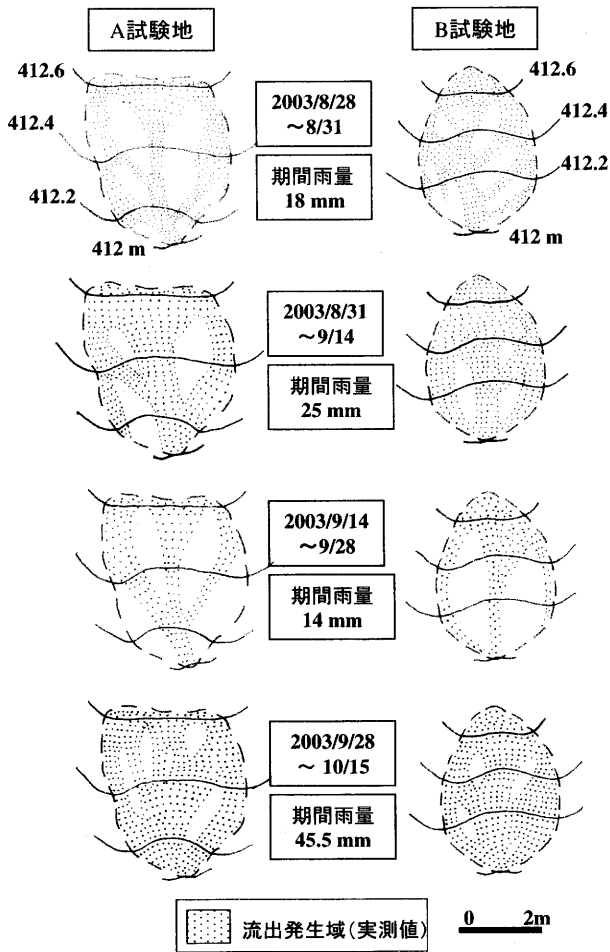 A試験地
B試験地
412.6
412.4
412.2
412 m
2003/8/28
～8/31
期間雨量
18 mm
412.6
412.4
412.2
412 m
2003/8/31
～9/14
期間雨量
25 mm
2003/9/14
～9/28
期間雨量
14 mm
2003/9/28
～ 10/15
期間雨量
45.5 mm
流出発生域(実測値)
0 2m